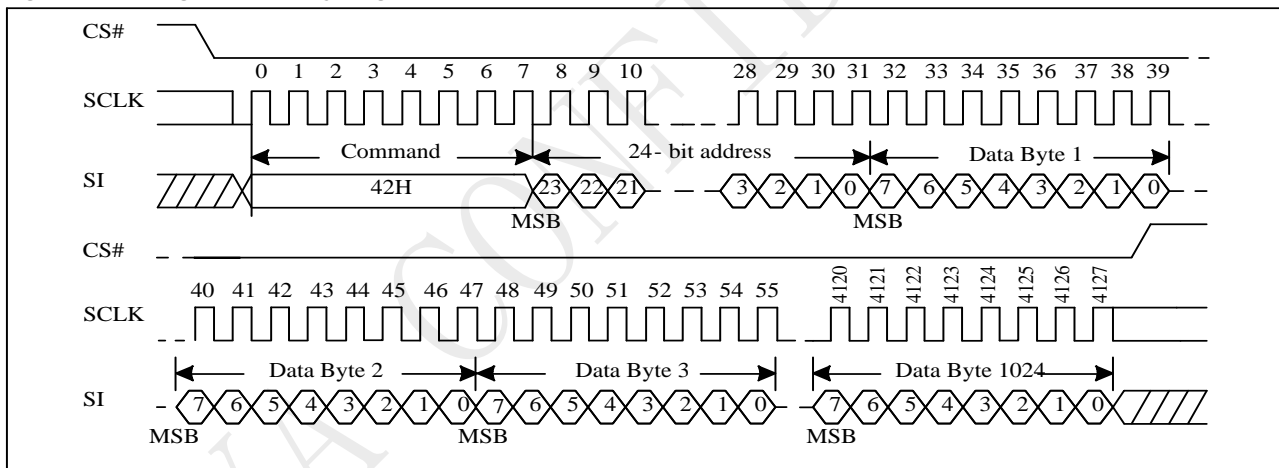 CS#
0 1 2 3 4 5 6 7 8 9 10 28 29 30 31 32 33 34 35 36 37 38 39
SCLK
Command 24- bit address Data Byte 1
SI 42H 23 22 21 3 2 1 0 7 6 5 4 3 2 1 0
MSB MSB
CS#
40 41 42 43 44 45 46 47 48 49 50 51 52 53 54 55 4120 4121 4122 4123 4124 4125 4126 4127
SCLK
Data Byte 2 Data Byte 3 Data Byte 1024
SI 7 6 5 4 3 2 1 0 7 6 5 4 3 2 1 0 7 6 5 4 3 2 1 0
MSB MSB MSB